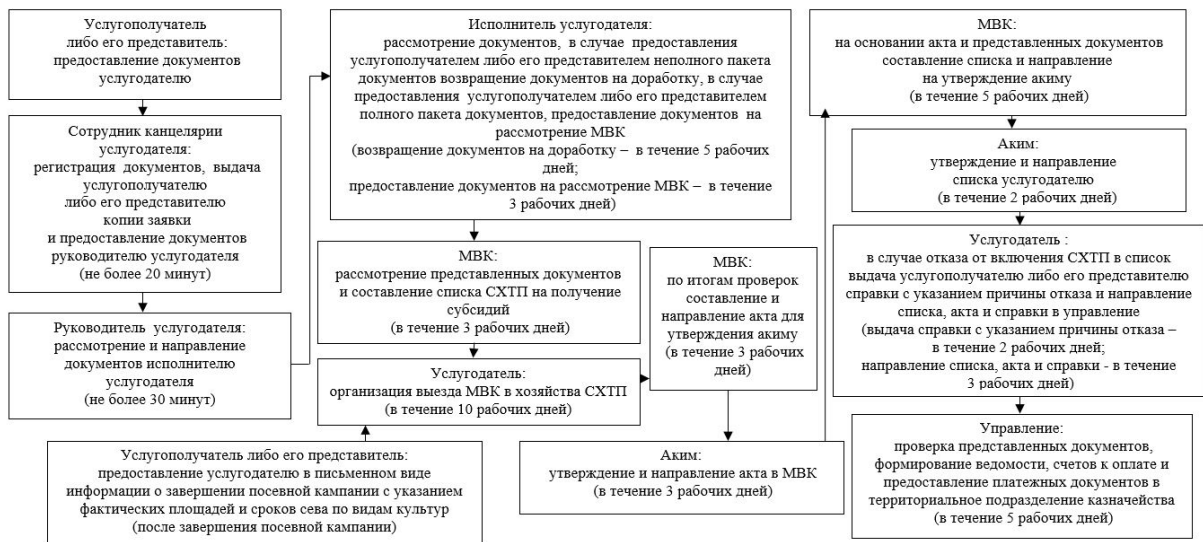 Услугополучатель
либо его представитель:
предоставление документов
услугодателю
Сотрудник канцелярии
услугодателя:
регистрация документов, выдача
услугополучателю
либо его представителю
копии заявки
и предоставление документов
руководителю услугодателя
(не более 20 минут)
Руководитель услугодателя:
рассмотрение и направление
документов исполнителю
услугодателя
(не более 30 минут)
Исполнитель услугодателя:
рассмотрение документов, в случае предоставления
услугополучателем либо его представителем неполного пакета
документов возвращение документов на доработку, в случае
предоставления услугополучателем либо его представителем
полного пакета документов, предоставление документов на
рассмотрение МВК
(возвращение документов на доработку – в течение 5 рабочих
дней;
предоставление документов на рассмотрение МВК – в течение
3 рабочих дней)
МВК:
рассмотрение представленных документов
и составление списка СХТП на получение
субсидий
(в течение 3 рабочих дней)
Услугодатель:
организация выезда МВК в хозяйства СХТП
(в течение 10 рабочих дней)
Услугополучатель либо его представитель:
предоставление услугодателю в письменном виде
информации о завершении посевной кампании с указанием
фактических площадей и сроков сева по видам культур
(после завершения посевной кампании)
МВК:
по итогам проверок
составление и
направление акта для
утверждения акиму
(в течение 3 рабочих
дней)
Аким:
утверждение и направление акта в МВК
(в течение 3 рабочих дней)
МВК:
на основании акта и представленных документов
составление списка и направление
на утверждение акиму
(в течение 5 рабочих дней)
Аким:
утверждение и направление
списка услугодателю
(в течение 2 рабочих дней)
Услугодатель :
в случае отказа от включения СХТП в список
выдача услугополучателю либо его представителю
справки с указанием причины отказа и направление
списка, акта и справки в управление
(выдача справки с указанием причины отказа –
в течение 2 рабочих дней;
направление списка, акта и справки - в течение
3 рабочих дней)
Управление:
проверка представленных документов,
формирование ведомости, счетов к оплате и
предоставление платежных документов в
территориальное подразделение казначейства
(в течение 5 рабочих дней)